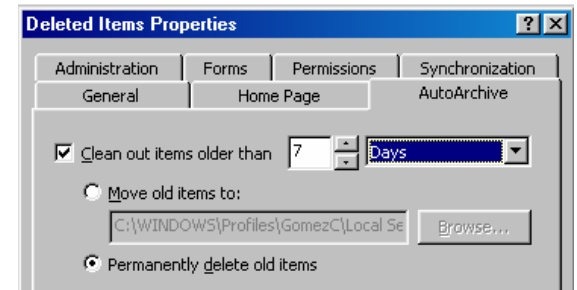 Deleted Items Properties
Administration Forms Permissions Synchronization
General Home Page AutoArchive
Clean out items older than 7 Days
Move old items to:
C:\WINDOWS\Profiles\GomezC\Local Se Browse...
Permanently delete old items